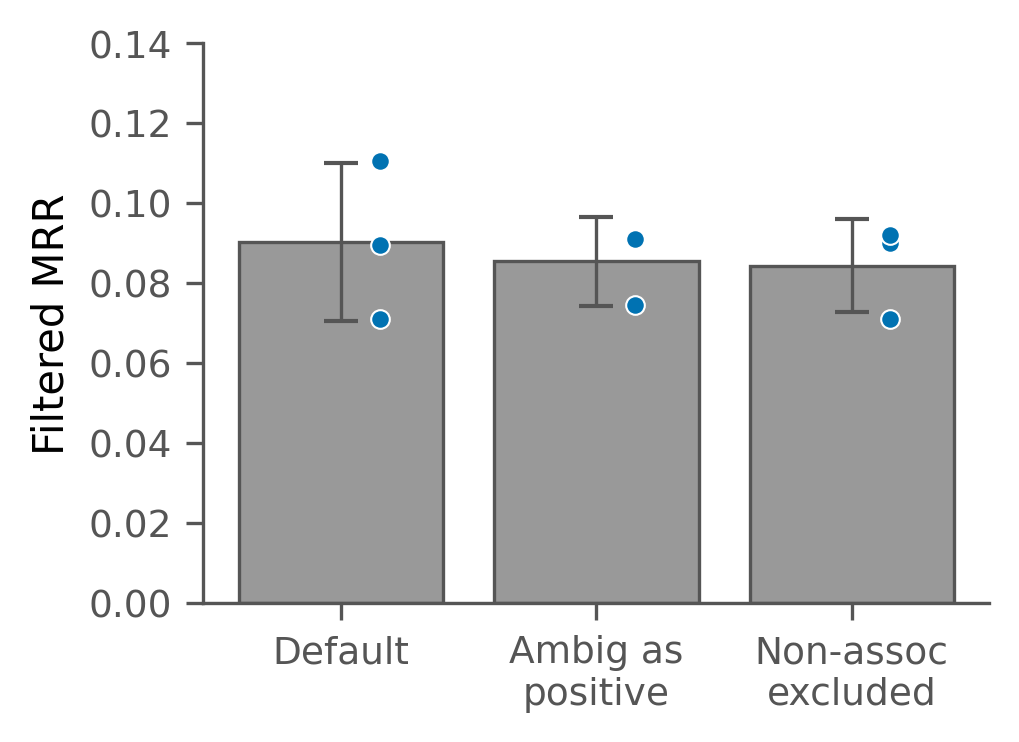 0.14
0.12
0.10
0.08
0.06
0.04
0.02
0.00
Filtered MRR
Default
Ambig as
positive
Non-assoc
excluded